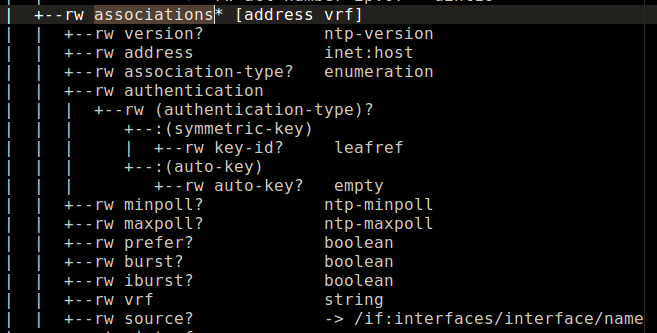 |  +--rw associations* [address vrf]
|  |  +--rw version?            ntp-version
|  |  +--rw address             inet:host
|  |  +--rw association-type?   enumeration
|  |  +--rw authentication
|  |  |  +--rw (authentication-type)?
|  |  |     +--:(symmetric-key)
|  |  |     |  +--rw key-id?     leafref
|  |  |     +--:(auto-key)
|  |  |        +--rw auto-key?   empty
|  |  +--rw minpoll?            ntp-minpoll
|  |  +--rw maxpoll?            ntp-maxpoll
|  |  +--rw prefer?             boolean
|  |  +--rw burst?              boolean
|  |  +--rw iburst?             boolean
|  |  +--rw vrf                 string
|  |  +--rw source?             -> /if:interfaces/interface/name